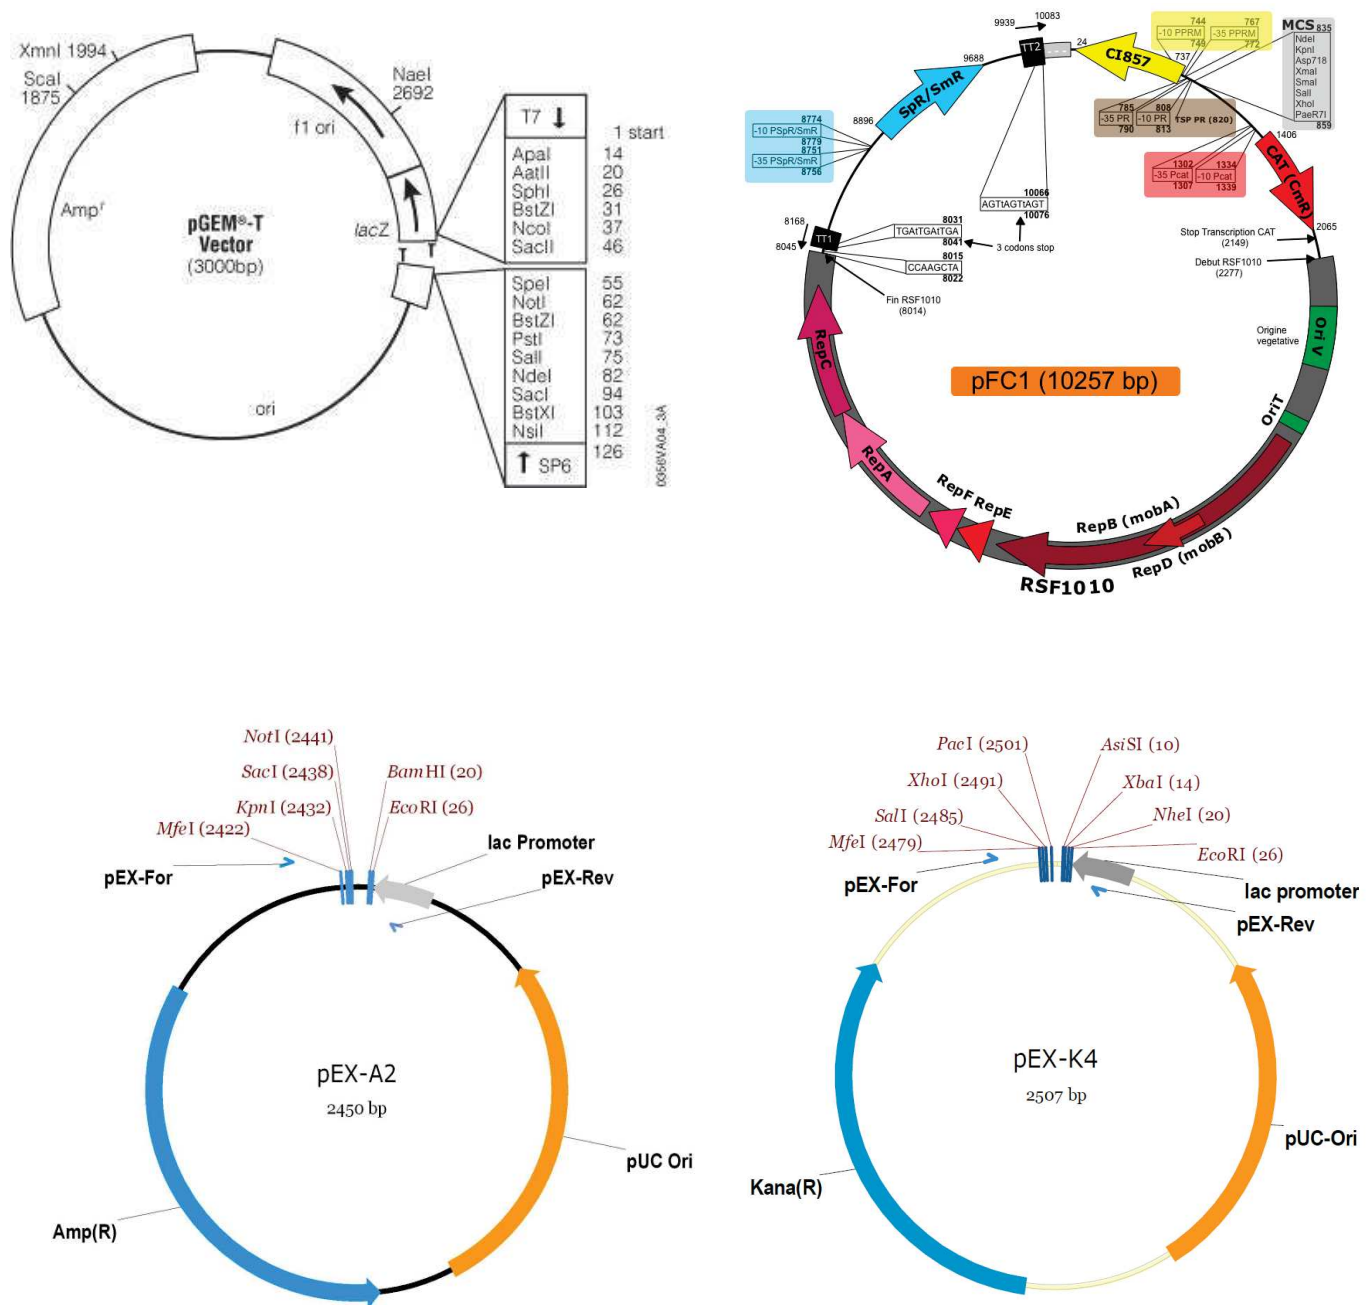 XmnI 1994
ScaI
1875
NaeI
2692
f1 ori
Ampʳ
pGEM®-T
Vector
(3000bp)
lacZ
ori
T T
T7 ↓
1 start
ApaI 14
AatII 20
SphI 26
BstZI 31
NcoI 37
SacII 46
SpeI 55
NotI 62
BstZI 62
PstI 73
SalI 75
NdeI 82
SacI 94
BstXI 103
NsiI 112
↑ SP6 126
0356VA04_3A
9939 10083
TT2
24
CI857
737
744 767
-10 PPRM -35 PPRM
749 772
MCS 835
NdeI
KpnI
Asp718
XmaI
SmaI
SalI
XhoI
PaeR7I
859
785 808
-35 PR -10 PR TSP PR (820)
790 813
1302 1334
-35 Pcat -10 Pcat
1307 1339
1406
CAT (CmR)
2065
Stop Transcription CAT
(2149)
Debut RSF1010
(2277)
9688
SpR/SmR
8896
8774
-10 PSpR/SmR
8779
8751
-35 PSpR/SmR
8756
10066
AGTtAGTtAGT
10076
3 codons stop
8031
TGAtTGAtTGA
8041
8015
CCAAGCTA
8022
8168
8045
TT1
Fin RSF1010
(8014)
Origine
vegetative
Ori V
OriT
pFC1 (10257 bp)
RepC
RepA
RepF RepE
RepB (mobA)
RepD (mobB)
RSF1010
NotI (2441)
SacI (2438)
KpnI (2432)
MfeI (2422)
BamHI (20)
EcoRI (26)
lac Promoter
pEX-For
pEX-Rev
pEX-A2
2450 bp
pUC Ori
Amp(R)
PacI (2501)
XhoI (2491)
SalI (2485)
MfeI (2479)
AsiSI (10)
XbaI (14)
NheI (20)
EcoRI (26)
lac promoter
pEX-For
pEX-Rev
pEX-K4
2507 bp
pUC-Ori
Kana(R)